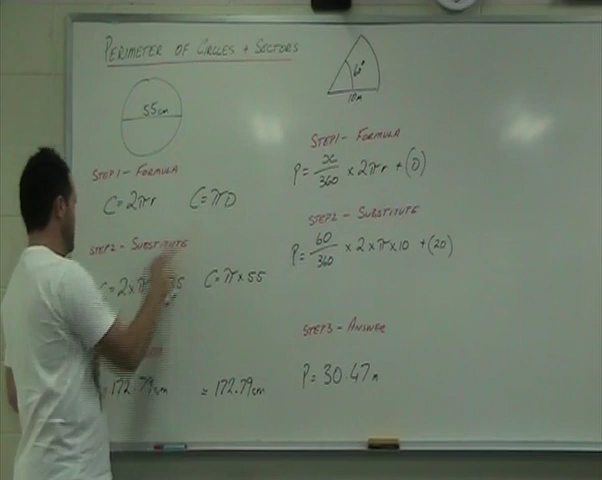 PERIMETER OF CIRCLES + SECTORS
55cm
STEP1 - FORMULA
C=2πr C=πD
STEP2 - SUBSTITUTE
C=π×55
172.79cm = 172.79cm
60°
10m
STEP1 - FORMULA
P= x/360 × 2πr + (D)
STEP2 - SUBSTITUTE
P= 60/360 × 2 × π × 10 + (20)
STEP3 - ANSWER
P= 30.47m